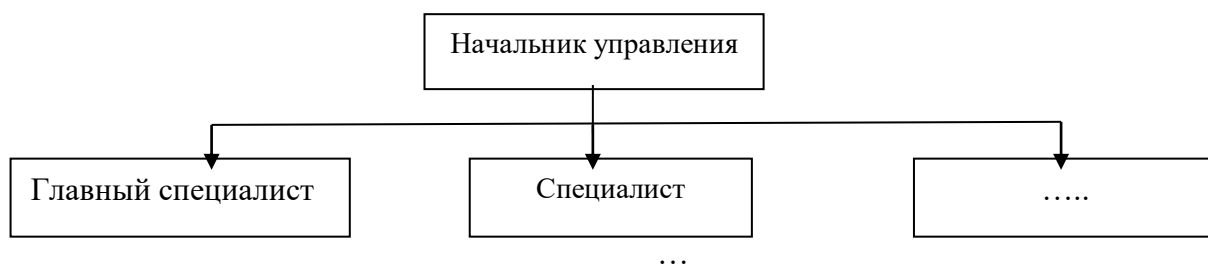 Начальник управления
Главный специалист
Специалист
…..
…